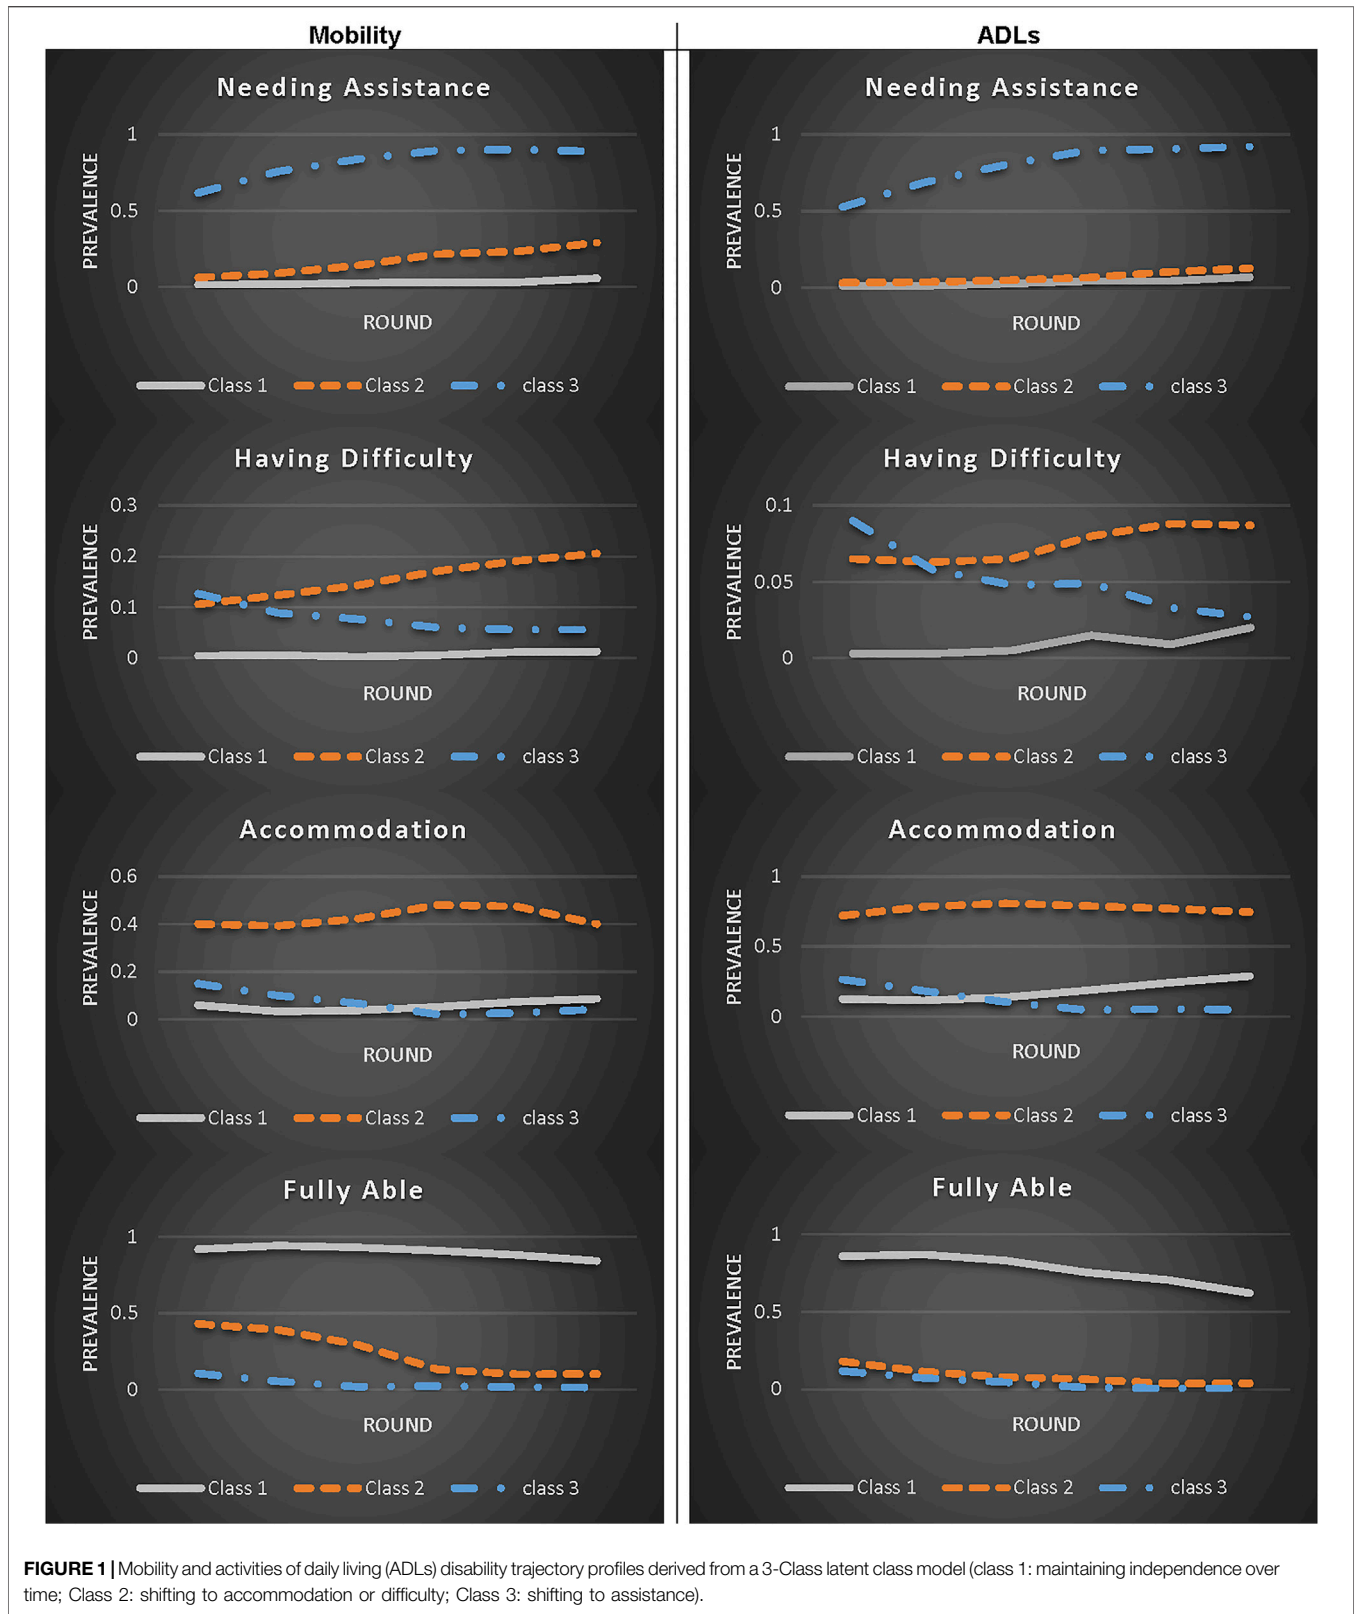 Mobility
Needing Assistance
PREVALENCE
1
0.5
0
ROUND
Class 1 Class 2 class 3
Having Difficulty
PREVALENCE
0.3
0.2
0.1
0
ROUND
Class 1 Class 2 class 3
Accommodation
PREVALENCE
0.6
0.4
0.2
0
ROUND
Class 1 Class 2 class 3
Fully Able
PREVALENCE
1
0.5
0
ROUND
Class 1 Class 2 class 3
ADLs
Needing Assistance
PREVALENCE
1
0.5
0
ROUND
Class 1 Class 2 class 3
Having Difficulty
PREVALENCE
0.1
0.05
0
ROUND
Class 1 Class 2 class 3
Accommodation
PREVALENCE
1
0.5
0
ROUND
Class 1 Class 2 class 3
Fully Able
PREVALENCE
1
0.5
0
ROUND
Class 1 Class 2 class 3
FIGURE 1 | Mobility and activities of daily living (ADLs) disability trajectory profiles derived from a 3-Class latent class model (class 1: maintaining independence over
time; Class 2: shifting to accommodation or difficulty; Class 3: shifting to assistance).